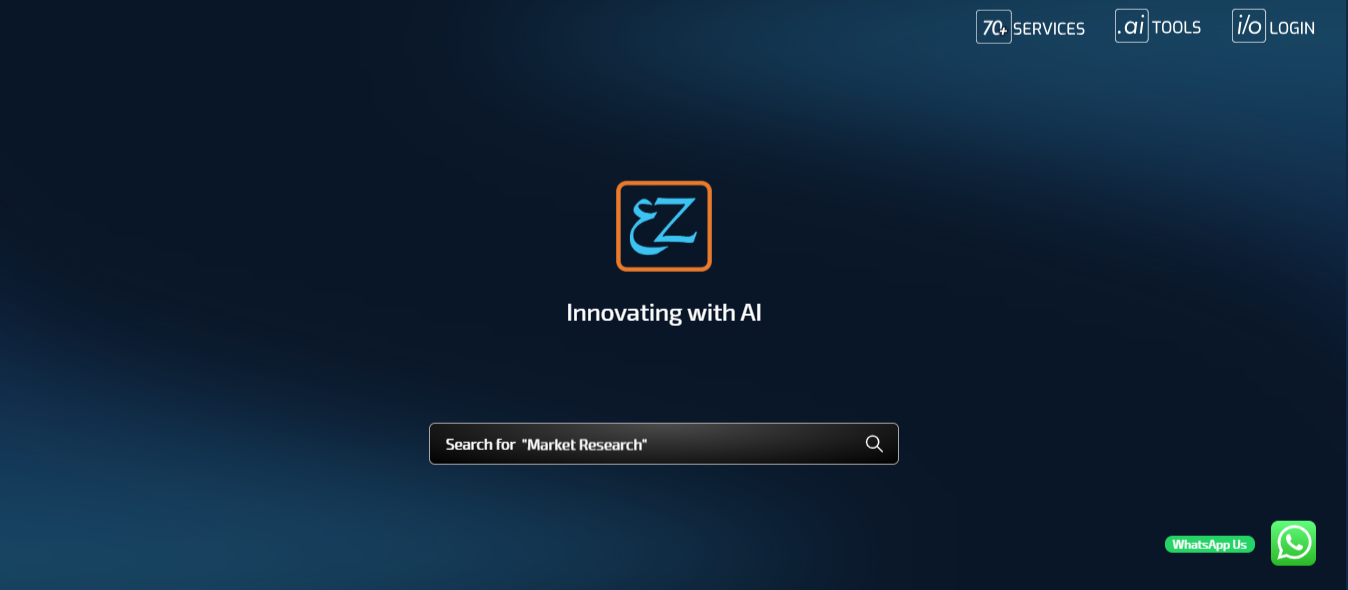 70+ SERVICES
.ai TOOLS
i/o LOGIN
EZ
Innovating with AI
Search for "Market Research"
WhatsApp Us